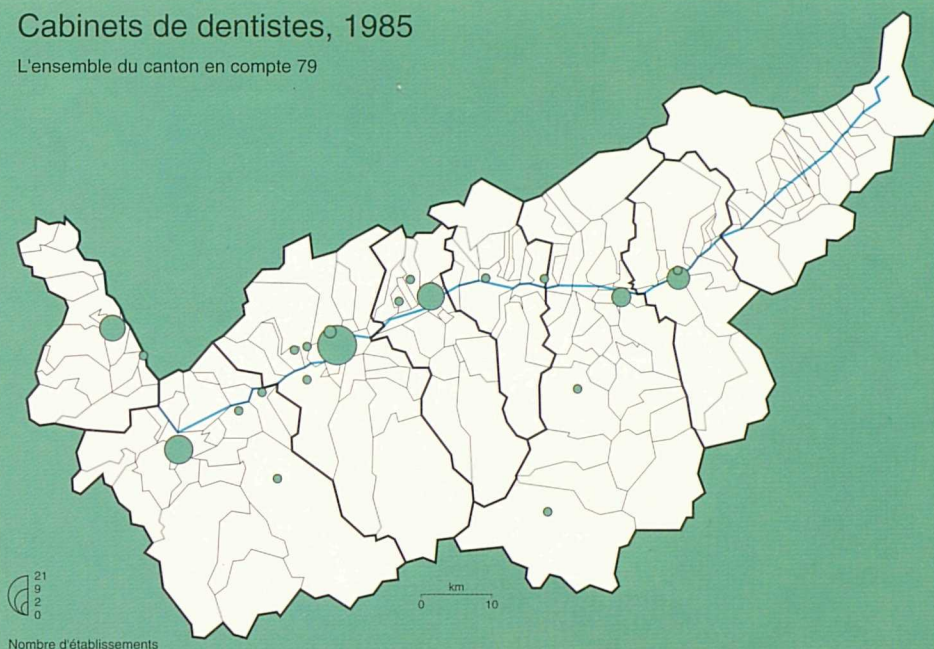 Cabinets de dentistes, 1985
L'ensemble du canton en compte 79
21
9
2
0
km
0 10
Nombre d'établissements